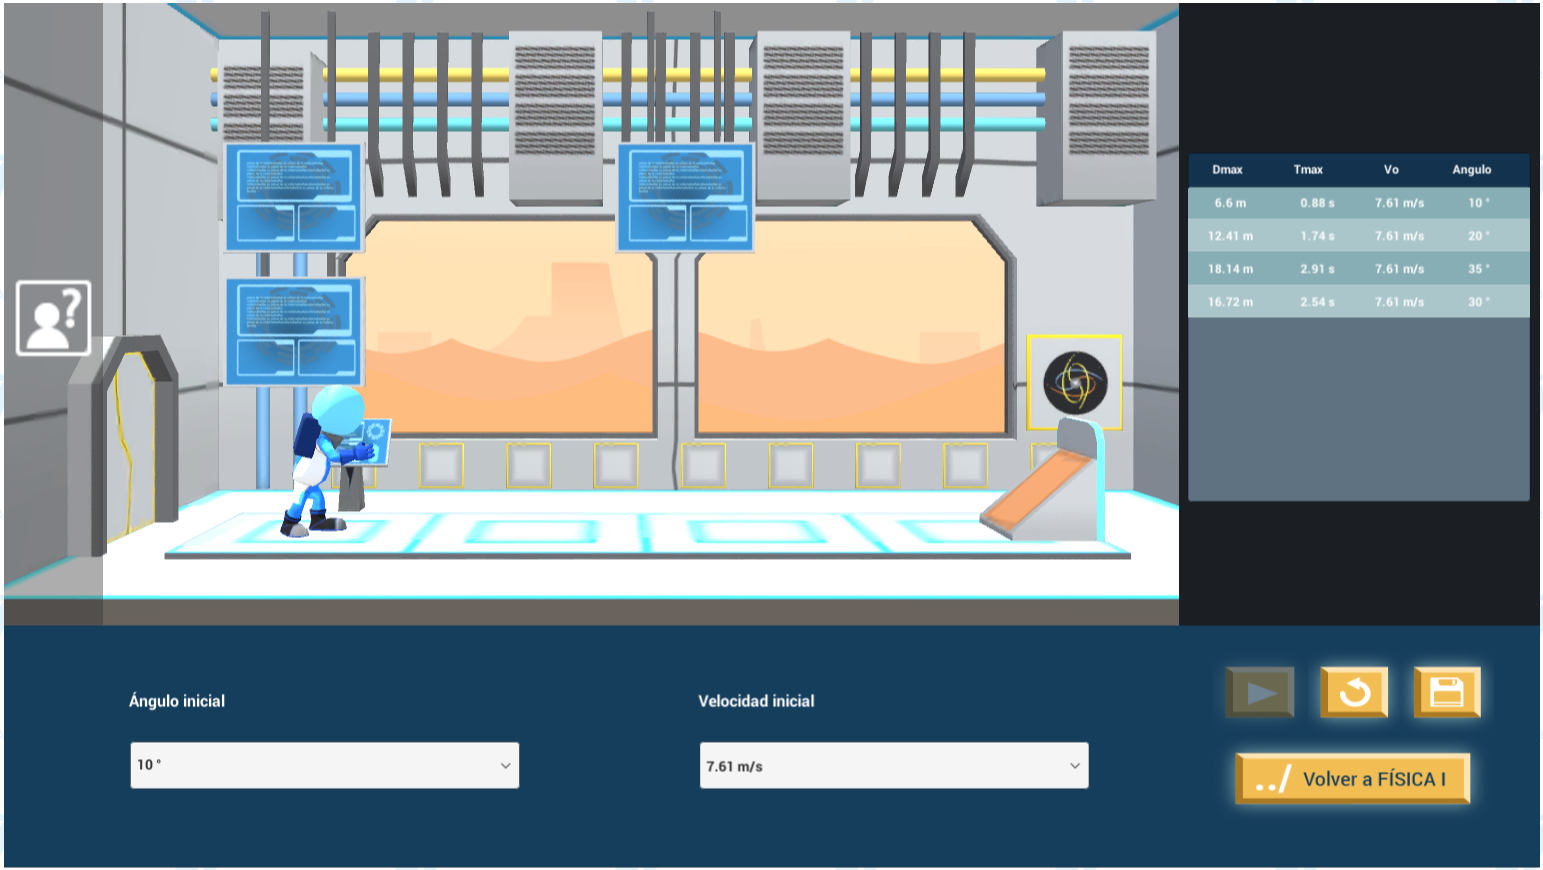 Dmax Tmax Vo Angulo
6.6 m 0.88 s 7.61 m/s 10 °
12.41 m 1.74 s 7.61 m/s 20 °
18.14 m 2.91 s 7.61 m/s 35 °
16.72 m 2.54 s 7.61 m/s 30 °
?
Ángulo inicial
Velocidad inicial
10 °
7.61 m/s
../ Volver a FÍSICA I